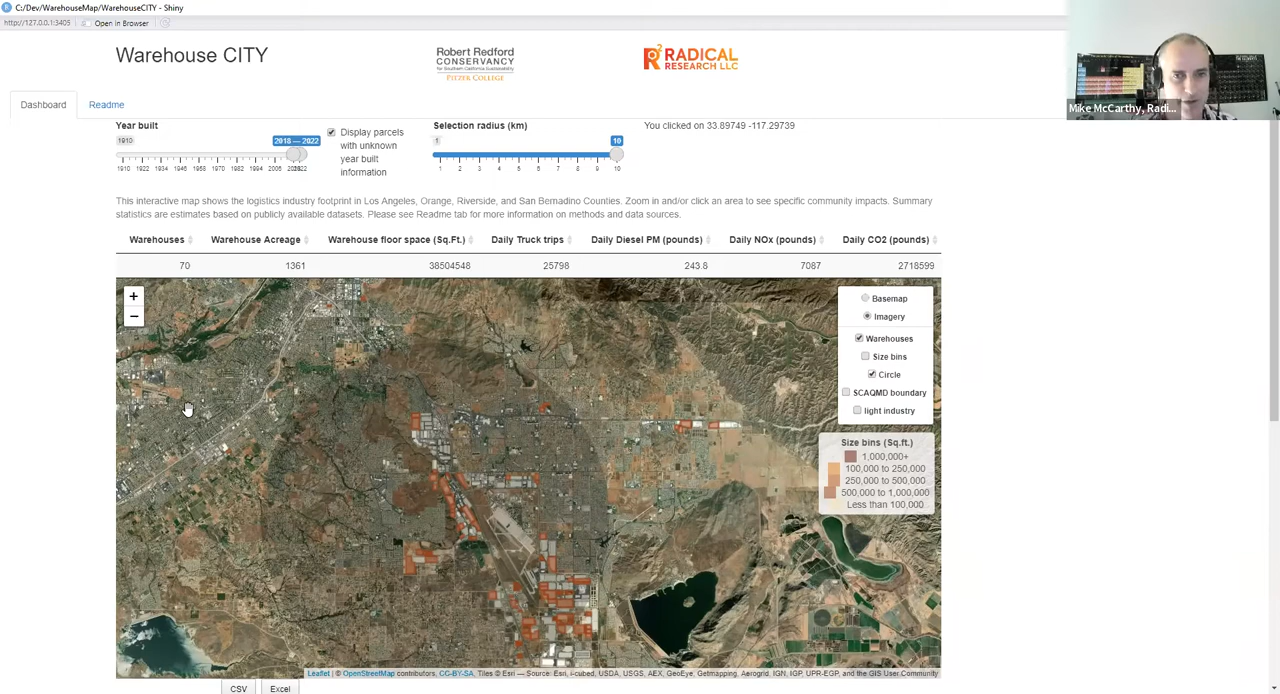 C:/Dev/WarehouseMap/WarehouseCITY - Shiny
http://127.0.0.1:3405 Open in Browser
Warehouse CITY
Robert Redford
CONSERVANCY
for Southern California Sustainability
PITZER COLLEGE
R2 RADICAL
RESEARCH LLC
Mike McCarthy, Radi...
Dashboard Readme
Year built
1910 2018 — 2022
1910 1922 1934 1946 1958 1970 1982 1994 2006 2022
Display parcels
with unknown
year built
information
Selection radius (km)
1 10
1 2 3 4 5 6 7 8 9 10
You clicked on 33.89749 -117.29739
This interactive map shows the logistics industry footprint in Los Angeles, Orange, Riverside, and San Bernadino Counties. Zoom in and/or click an area to see specific community impacts. Summary
statistics are estimates based on publicly available datasets. Please see Readme tab for more information on methods and data sources.
Warehouses Warehouse Acreage Warehouse floor space (Sq.Ft.) Daily Truck trips Daily Diesel PM (pounds) Daily NOx (pounds) Daily CO2 (pounds)
70 1361 38504548 25798 243.8 7087 2718599
+
−
Basemap
Imagery
Warehouses
Size bins
Circle
SCAQMD boundary
light industry
Size bins (Sq.ft.)
1,000,000+
100,000 to 250,000
250,000 to 500,000
500,000 to 1,000,000
Less than 100,000
Leaflet | © OpenStreetMap contributors, CC-BY-SA, Tiles © Esri — Source: Esri, i-cubed, USDA, USGS, AEX, GeoEye, Getmapping, Aerogrid, IGN, IGP, UPR-EGP, and the GIS User Community
CSV Excel